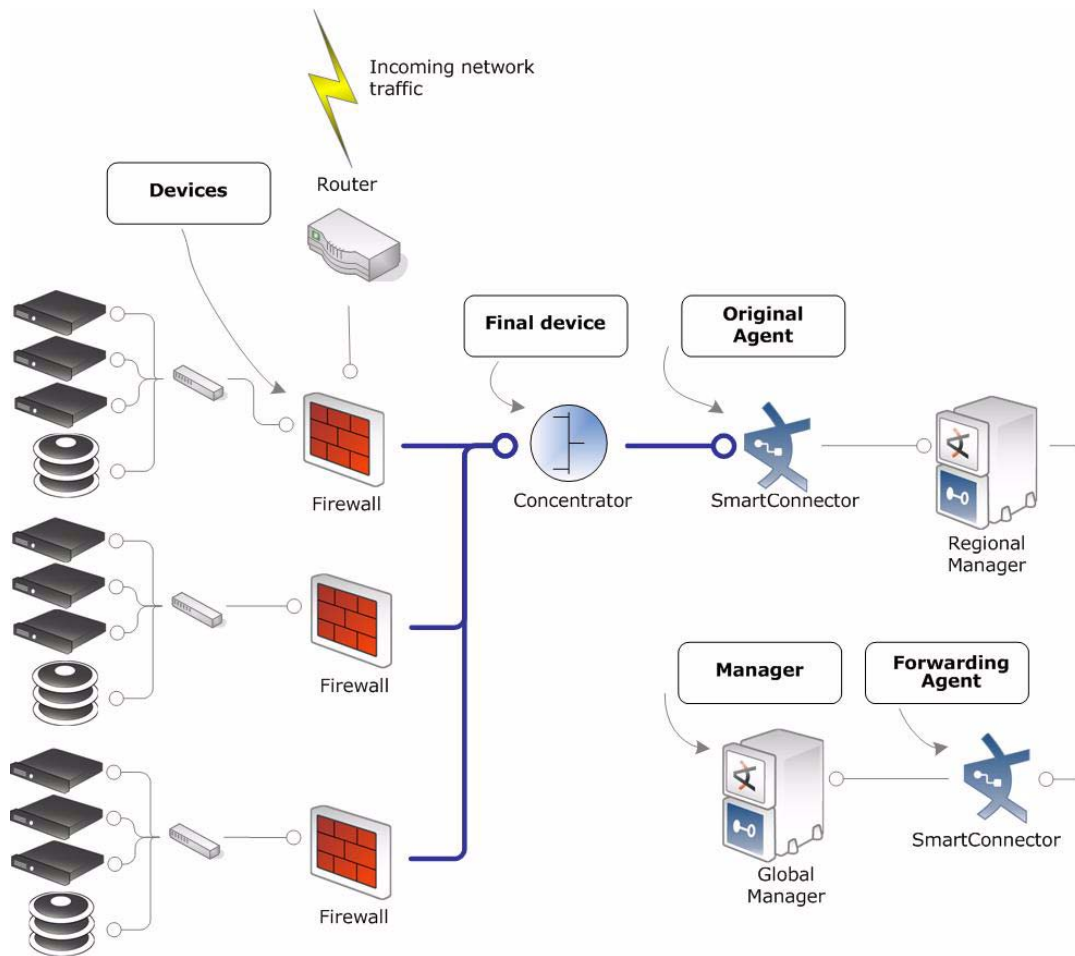 Incoming network
traffic
Devices
Router
Final device
Original
Agent
Firewall
Concentrator
SmartConnector
Regional
Manager
Firewall
Manager
Forwarding
Agent
SmartConnector
Global
Manager
Firewall